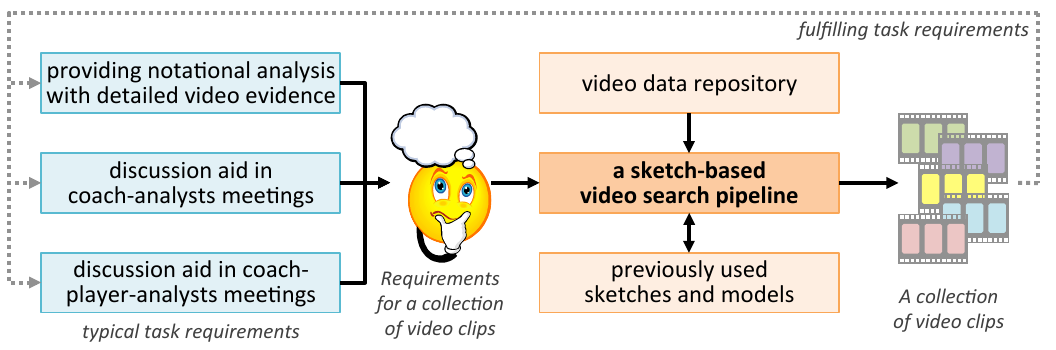 fulfilling task requirements
providing notational analysis
with detailed video evidence
discussion aid in
coach-analysts meetings
discussion aid in coach-
player-analysts meetings
typical task requirements
Requirements
for a collection
of video clips
video data repository
a sketch-based
video search pipeline
previously used
sketches and models
A collection
of video clips